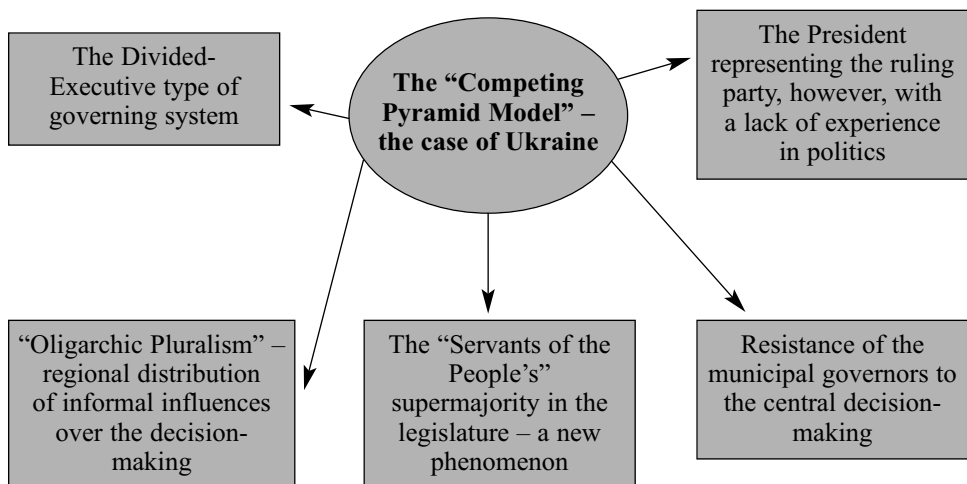 The Divided-
Executive type of
governing system
The “Competing
Pyramid Model” –
the case of Ukraine
The President
representing the ruling
party, however, with
a lack of experience
in politics
“Oligarchic Pluralism” –
regional distribution
of informal influences
over the decision-
making
The “Servants of the
People’s”
supermajority in the
legislature – a new
phenomenon
Resistance of the
municipal governors to
the central decision-
making